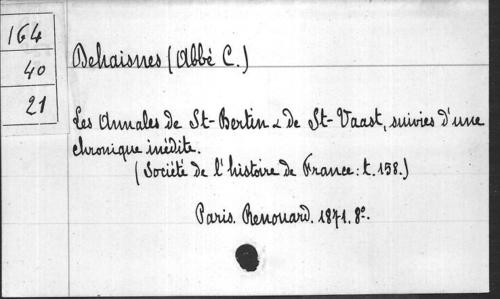 164
40
21
Dehaisnes (Abbé C.)
Les Annales de St-Bertin & de St-Vaast, suivies d'une
chronique inédite.
(Société de l'histoire de France: t. 158.)
Paris. Renouard. 1871. 8º.